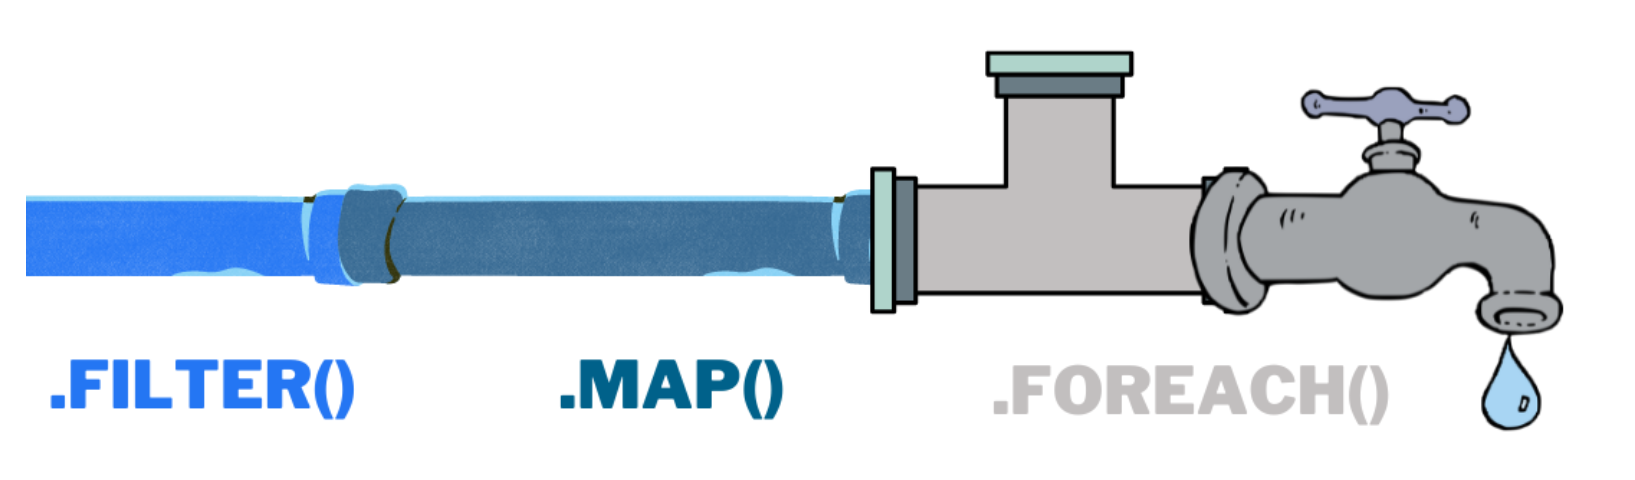 .FILTER() .MAP() .FOREACH()